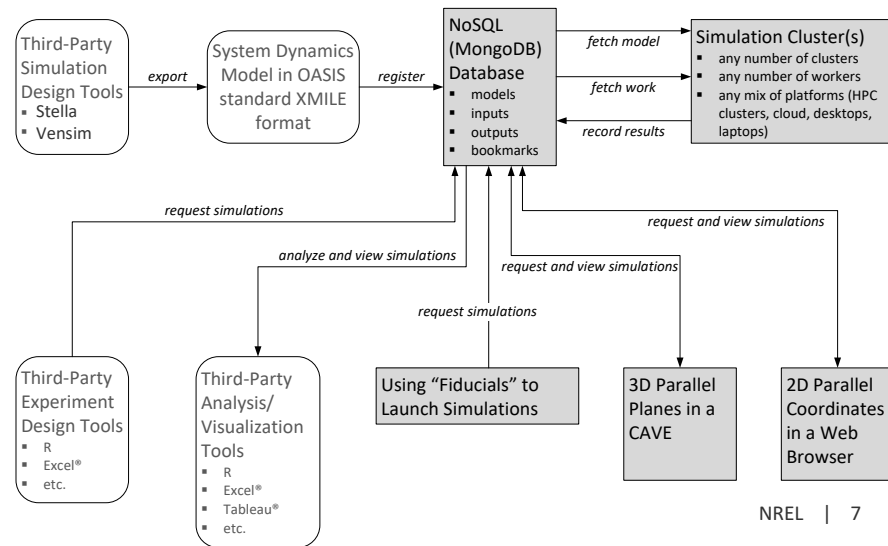 Third-Party
Simulation
Design Tools
▪ Stella
▪ Vensim
export
System Dynamics
Model in OASIS
standard XMILE
format
register
NoSQL
(MongoDB)
Database
▪ models
▪ inputs
▪ outputs
▪ bookmarks
fetch model
fetch work
record results
Simulation Cluster(s)
▪ any number of clusters
▪ any number of workers
▪ any mix of platforms (HPC
clusters, cloud, desktops,
laptops)
request simulations
analyze and view simulations
request simulations
request and view simulations
request and view simulations
Third-Party
Experiment
Design Tools
▪ R
▪ Excel®
▪ etc.
Third-Party
Analysis/
Visualization
Tools
▪ R
▪ Excel®
▪ Tableau®
▪ etc.
Using “Fiducials” to
Launch Simulations
3D Parallel
Planes in a
CAVE
2D Parallel
Coordinates
in a Web
Browser
NREL | 7